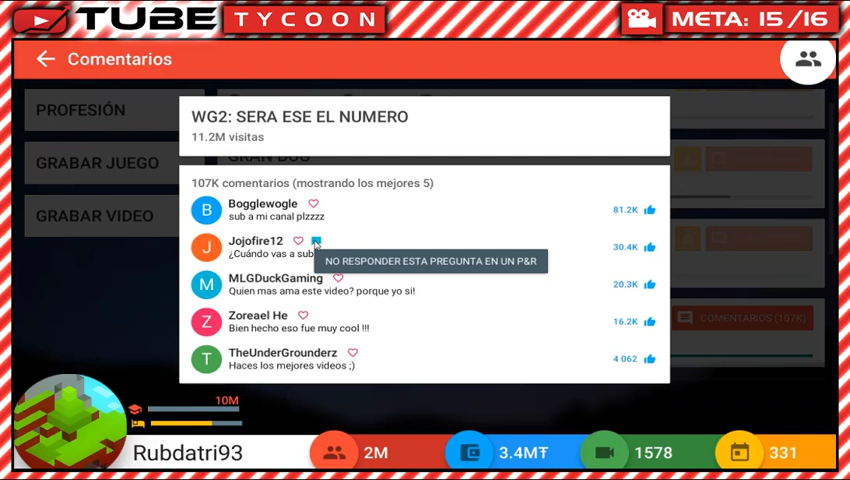 TUBE TYCOON
META: 15/16
Comentarios
PROFESIÓN
GRABAR JUEGO
GRABAR VIDEO
WG2: SERA ESE EL NUMERO
11.2M visitas
107K comentarios (mostrando los mejores 5)
B
Bogglewogle
sub a mi canal plzzzz
81.2K
J
Jojofire12
¿Cuándo vas a sub
30.4K
NO RESPONDER ESTA PREGUNTA EN UN P&R
M
MLGDuckGaming
Quien mas ama este video? porque yo si!
20.3K
Z
Zoreael He
Bien hecho eso fue muy cool !!!
16.2K
T
TheUnderGrounderz
Haces los mejores videos ;)
4 062
COMENTARIOS (107K)
10M
Rubdatri93
2M
3.4M₸
1578
331